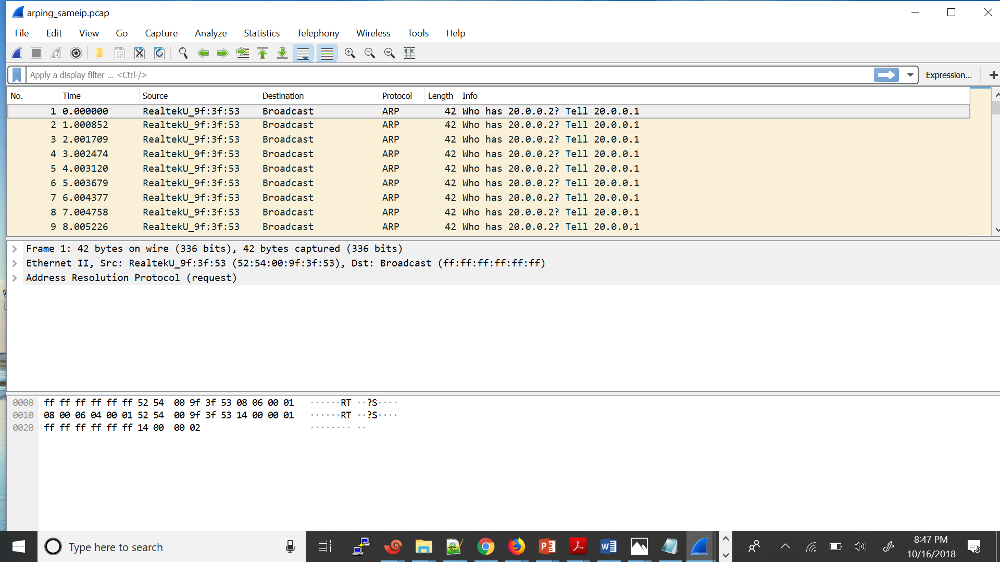 arping_sameip.pcap
File Edit View Go Capture Analyze Statistics Telephony Wireless Tools Help
Apply a display filter ... <Ctrl-/> Expression... +
No. Time Source Destination Protocol Length Info
1 0.000000 RealtekU_9f:3f:53 Broadcast ARP 42 Who has 20.0.0.2? Tell 20.0.0.1
2 1.000852 RealtekU_9f:3f:53 Broadcast ARP 42 Who has 20.0.0.2? Tell 20.0.0.1
3 2.001709 RealtekU_9f:3f:53 Broadcast ARP 42 Who has 20.0.0.2? Tell 20.0.0.1
4 3.002474 RealtekU_9f:3f:53 Broadcast ARP 42 Who has 20.0.0.2? Tell 20.0.0.1
5 4.003120 RealtekU_9f:3f:53 Broadcast ARP 42 Who has 20.0.0.2? Tell 20.0.0.1
6 5.003679 RealtekU_9f:3f:53 Broadcast ARP 42 Who has 20.0.0.2? Tell 20.0.0.1
7 6.004377 RealtekU_9f:3f:53 Broadcast ARP 42 Who has 20.0.0.2? Tell 20.0.0.1
8 7.004758 RealtekU_9f:3f:53 Broadcast ARP 42 Who has 20.0.0.2? Tell 20.0.0.1
9 8.005226 RealtekU_9f:3f:53 Broadcast ARP 42 Who has 20.0.0.2? Tell 20.0.0.1
Frame 1: 42 bytes on wire (336 bits), 42 bytes captured (336 bits)
Ethernet II, Src: RealtekU_9f:3f:53 (52:54:00:9f:3f:53), Dst: Broadcast (ff:ff:ff:ff:ff:ff)
Address Resolution Protocol (request)
0000 ff ff ff ff ff ff 52 54 00 9f 3f 53 08 06 00 01 ······RT ··?S····
0010 08 00 06 04 00 01 52 54 00 9f 3f 53 14 00 00 01 ······RT ··?S····
0020 ff ff ff ff ff ff 14 00 00 02 ········ ··
Type here to search
8:47 PM
10/16/2018